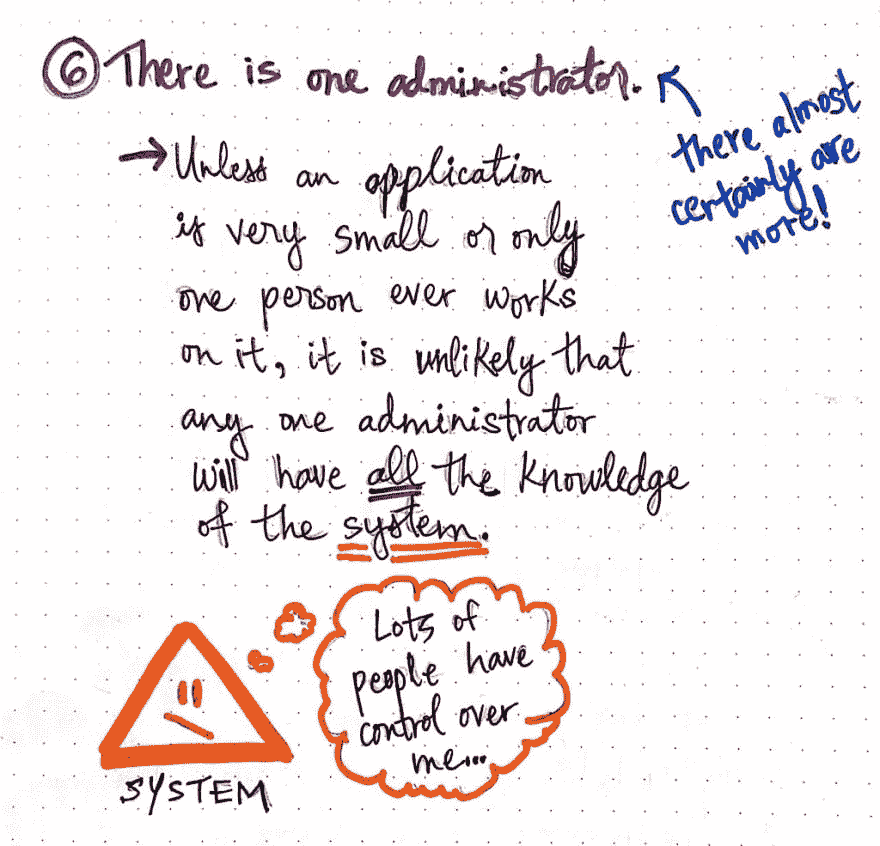 ⑥ There is one administrator.
there almost
certainly are
more!
→ Unless an application
is very small or only
one person ever works
on it, it is unlikely that
any one administrator
will have all the knowledge
of the system.
Lots of
people have
control over
me...
SYSTEM